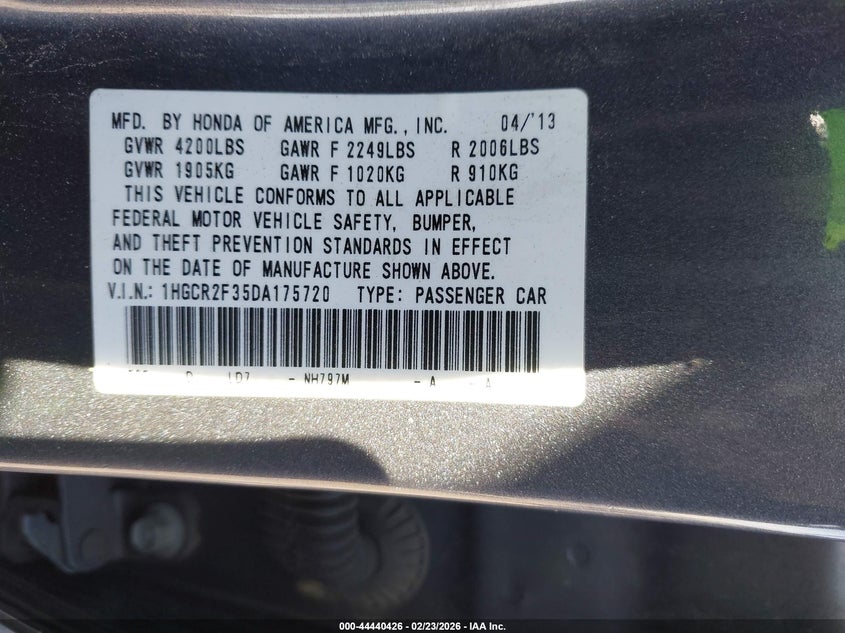 MFD. BY HONDA OF AMERICA MFG., INC. 04/'13
GVWR 4200LBS GAWR F 2249LBS R 2006LBS
GVWR 1905KG GAWR F 1020KG R 910KG
THIS VEHICLE CONFORMS TO ALL APPLICABLE
FEDERAL MOTOR VEHICLE SAFETY, BUMPER,
AND THEFT PREVENTION STANDARDS IN EFFECT
ON THE DATE OF MANUFACTURE SHOWN ABOVE.
V.I.N.: 1HGCR2F35DA175720 TYPE: PASSENGER CAR
- NH797M - A - A
000-44440426 | 02/23/2026 - IAA Inc.